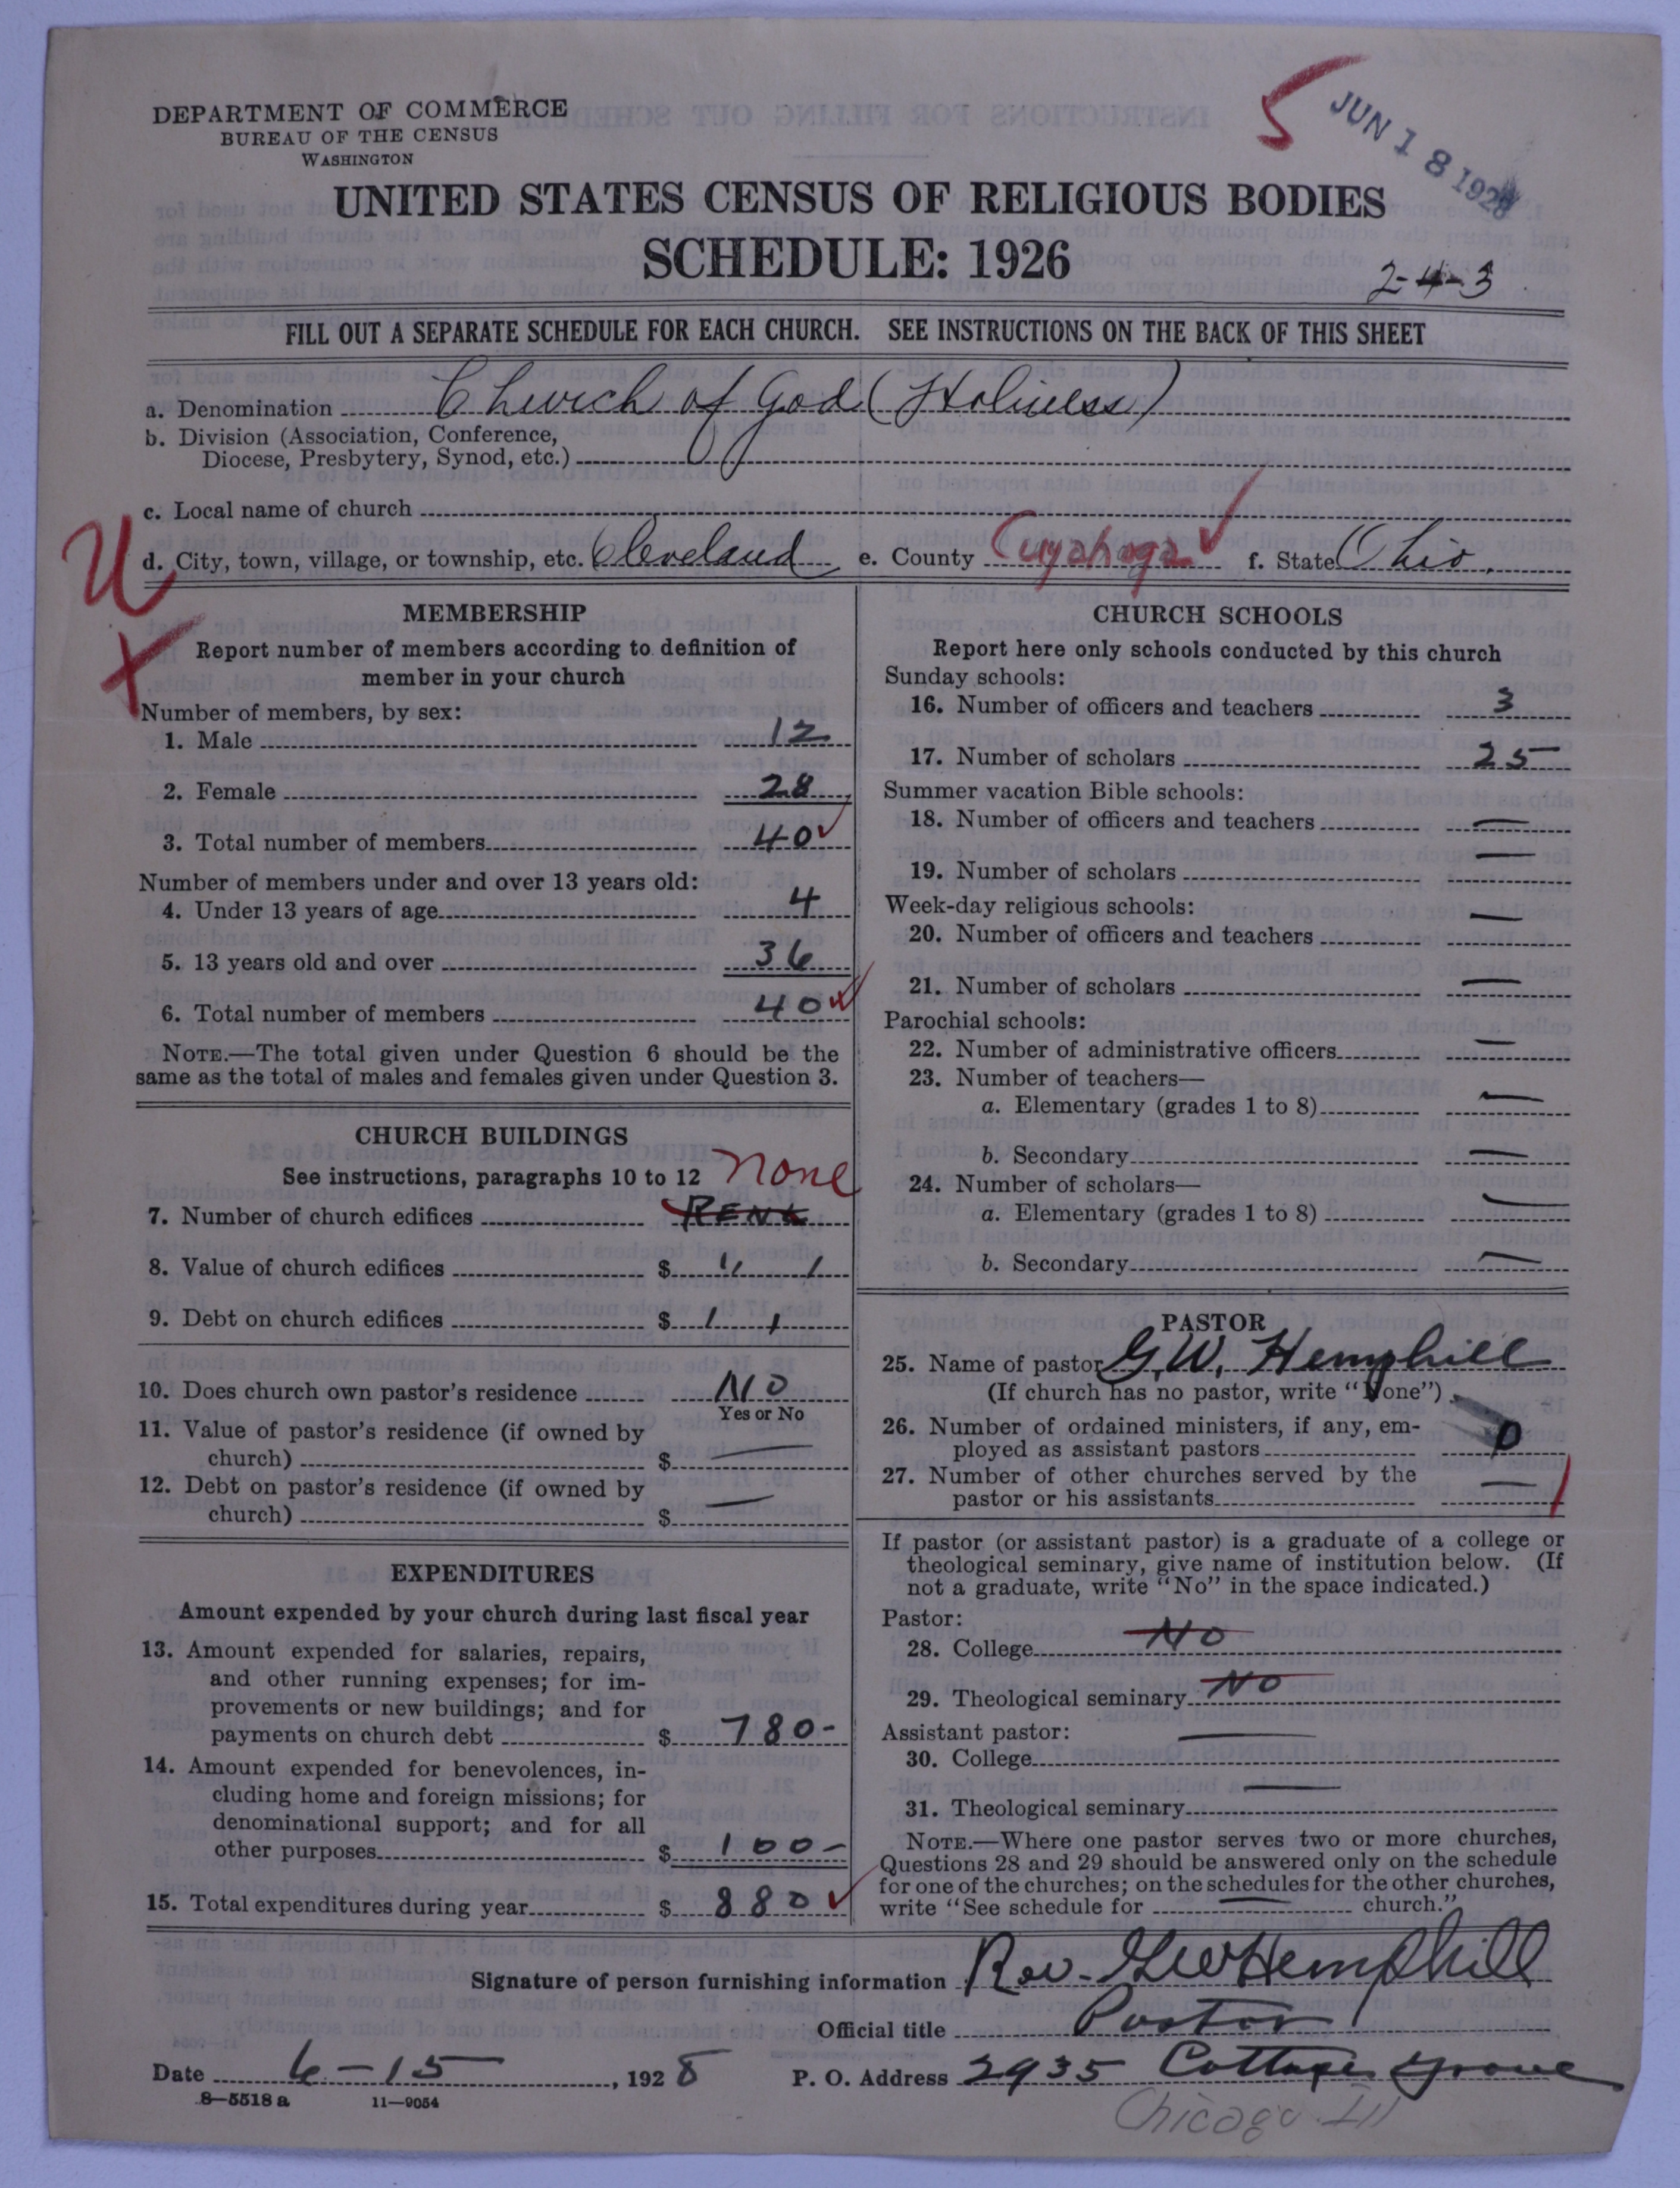 DEPARTMENT OF COMMERCE
BUREAU OF THE CENSUS
WASHINGTON
JUN 18 1928
UNITED STATES CENSUS OF RELIGIOUS BODIES
SCHEDULE: 1926
2-4-3
FILL OUT A SEPARATE SCHEDULE FOR EACH CHURCH. SEE INSTRUCTIONS ON THE BACK OF THIS SHEET
a. Denomination Church of God (Holiness)
b. Division (Association, Conference,
Diocese, Presbytery, Synod, etc.)
c. Local name of church
U
d. City, town, village, or township, etc. Cleveland e. County Cuyahoga ✓ f. State Ohio.
X
MEMBERSHIP
Report number of members according to definition of
member in your church
Number of members, by sex:
1. Male 12
2. Female 28
3. Total number of members 40 ✓
Number of members under and over 13 years old:
4. Under 13 years of age 4
5. 13 years old and over 36
6. Total number of members 40 ✓
NOTE.—The total given under Question 6 should be the
same as the total of males and females given under Question 3.
CHURCH BUILDINGS
See instructions, paragraphs 10 to 12 none
7. Number of church edifices Rent
8. Value of church edifices $ " "
9. Debt on church edifices $ " "
10. Does church own pastor's residence NO
Yes or No
11. Value of pastor's residence (if owned by
church) $ —
12. Debt on pastor's residence (if owned by
church) $ —
EXPENDITURES
Amount expended by your church during last fiscal year
13. Amount expended for salaries, repairs,
and other running expenses; for im-
provements or new buildings; and for
payments on church debt $ 780-
14. Amount expended for benevolences, in-
cluding home and foreign missions; for
denominational support; and for all
other purposes $ 100-
15. Total expenditures during year $ 880 ✓
CHURCH SCHOOLS
Report here only schools conducted by this church
Sunday schools:
16. Number of officers and teachers 3
17. Number of scholars 25
Summer vacation Bible schools:
18. Number of officers and teachers —
19. Number of scholars —
Week-day religious schools:
20. Number of officers and teachers —
21. Number of scholars —
Parochial schools:
22. Number of administrative officers —
23. Number of teachers—
a. Elementary (grades 1 to 8) —
b. Secondary —
24. Number of scholars—
a. Elementary (grades 1 to 8) —
b. Secondary —
PASTOR
25. Name of pastor G.W. Hemphill
(If church has no pastor, write "None")
26. Number of ordained ministers, if any, em-
ployed as assistant pastors 0
27. Number of other churches served by the
pastor or his assistants —
If pastor (or assistant pastor) is a graduate of a college or
theological seminary, give name of institution below. (If
not a graduate, write "No" in the space indicated.)
Pastor:
28. College NO
29. Theological seminary NO
Assistant pastor:
30. College —
31. Theological seminary —
NOTE.—Where one pastor serves two or more churches,
Questions 28 and 29 should be answered only on the schedule
for one of the churches; on the schedules for the other churches,
write "See schedule for — church."
Signature of person furnishing information Rev. G W Hemphill
Official title Pastor
Date 6-15, 1928 P. O. Address 2935 Cottage Grove
8-5518 a 11-9054
Chicago Ill